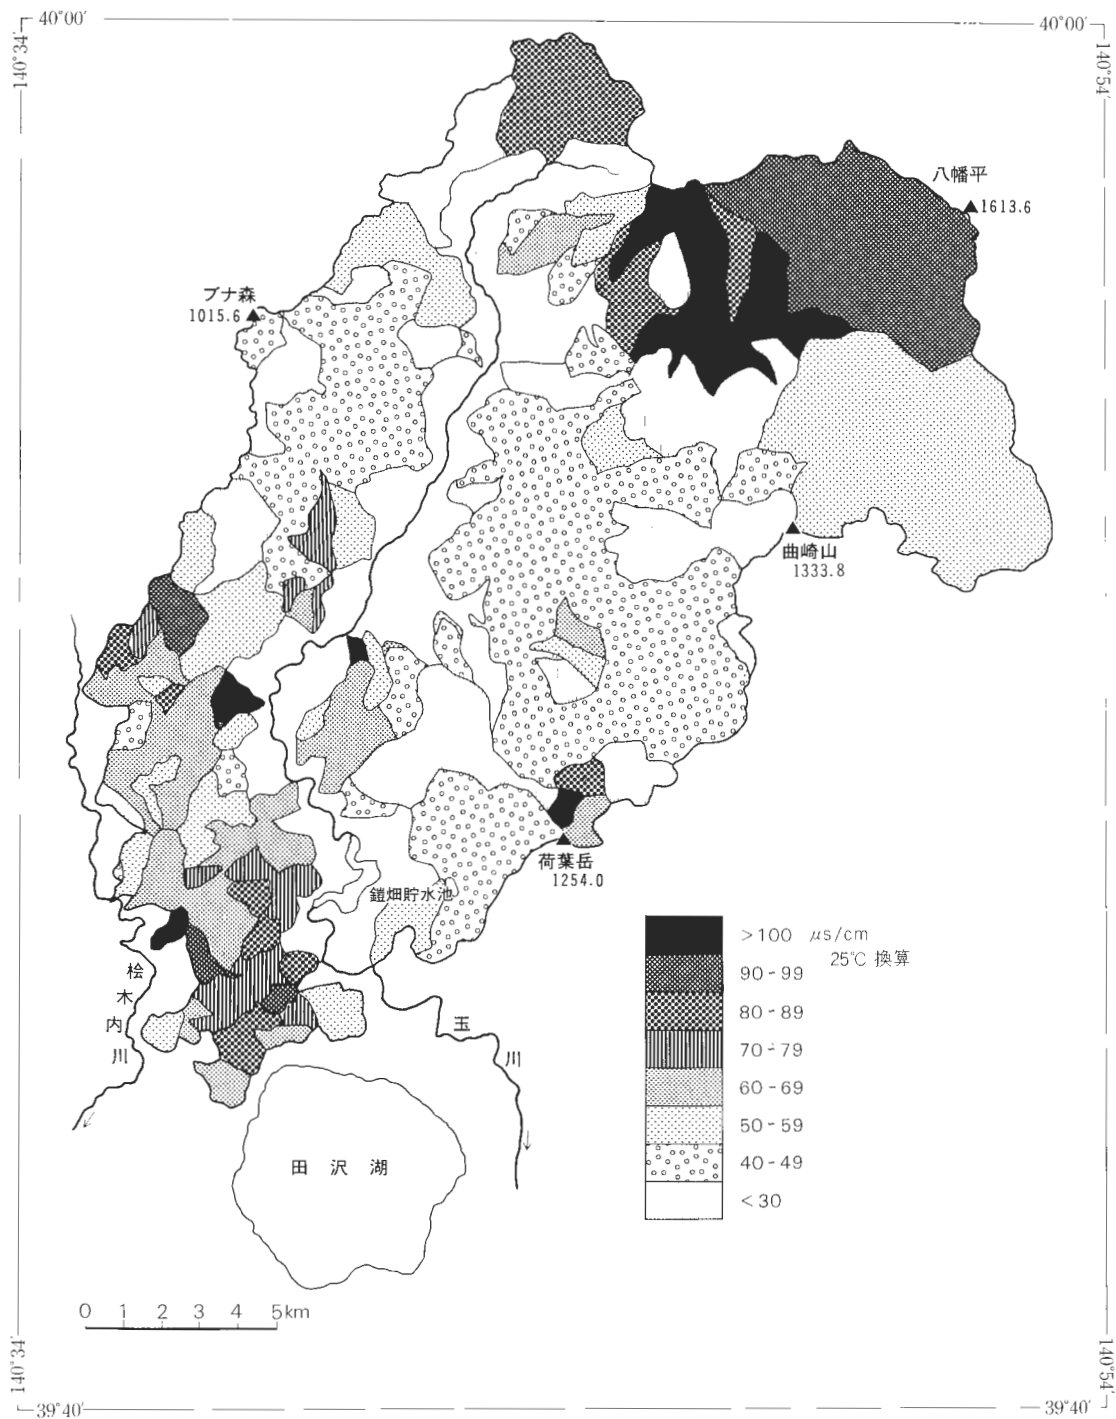 40°00′
40°00′
140°34′
140°54′
八幡平
1613.6
ブナ森
1015.6
曲崎山
1333.8
荷葉岳
1254.0
鎧畑貯水池
>100 μs/cm
25℃ 換算
90-99
80-89
70-79
60-69
50-59
40-49
<30
桧木内川
玉川
田沢湖
0 1 2 3 4 5km
140°34′
140°54′
39°40′
39°40′